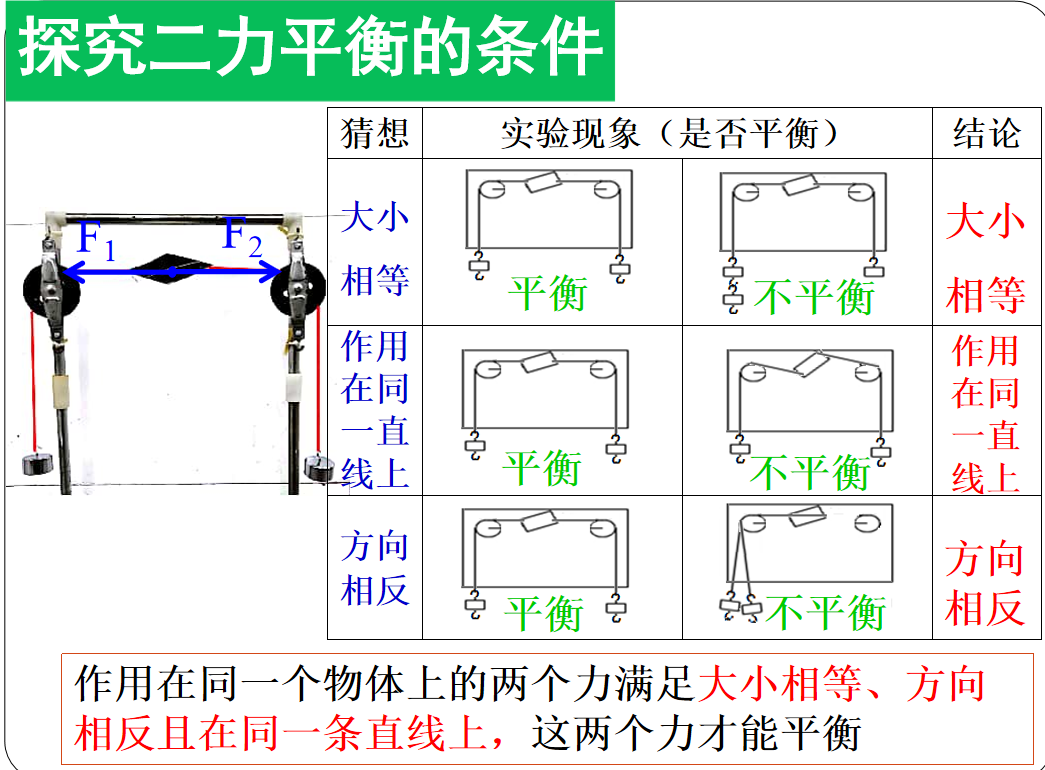 探究二力平衡的条件
猜想
实验现象（是否平衡）
结论
F1
F2
大小
相等
平衡
不平衡
大小
相等
作用
在同
一直
线上
平衡
不平衡
作用
在同
一直
线上
方向
相反
平衡
不平衡
方向
相反
作用在同一个物体上的两个力满足大小相等、方向
相反且在同一条直线上，这两个力才能平衡